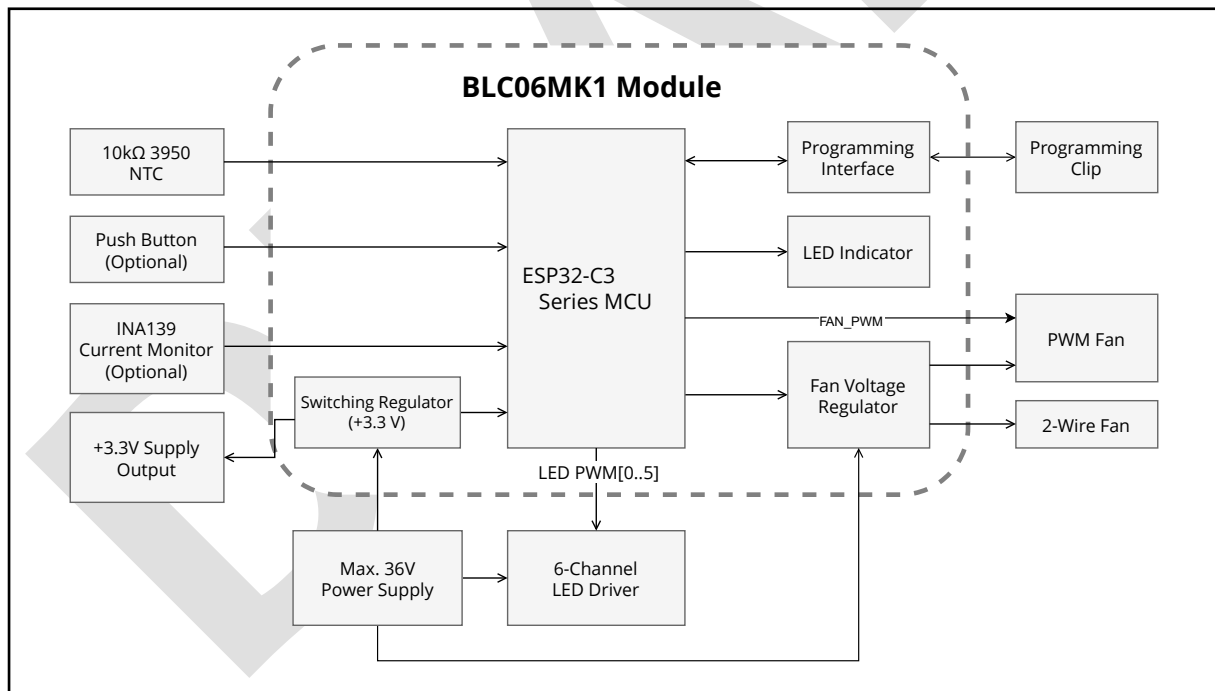 BLC06MK1 Module
10kΩ 3950
NTC
Push Button
(Optional)
INA139
Current Monitor
(Optional)
+3.3V Supply
Output
Switching Regulator
(+3.3 V)
ESP32-C3
Series MCU
LED PWM[0..5]
Max. 36V
Power Supply
6-Channel
LED Driver
Programming
Interface
Programming
Clip
LED Indicator
FAN_PWM
PWM Fan
Fan Voltage
Regulator
2-Wire Fan